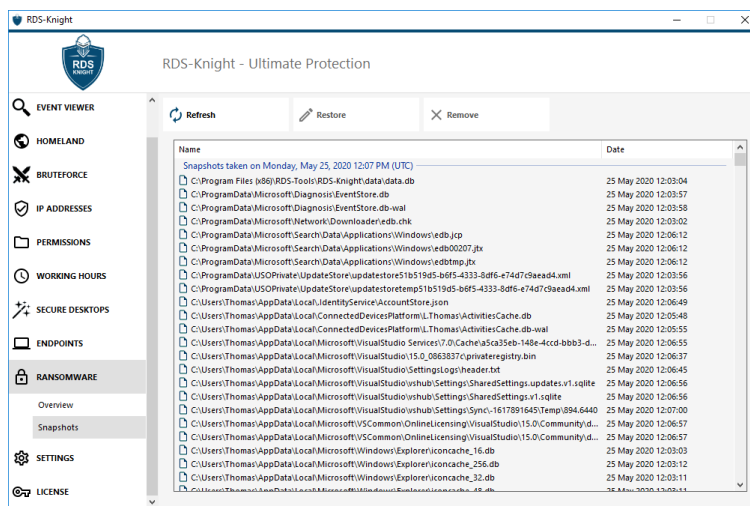 RDS-Knight
RDS
KNIGHT
RDS-Knight - Ultimate Protection
EVENT VIEWER
HOMELAND
BRUTEFORCE
IP ADDRESSES
PERMISSIONS
WORKING HOURS
SECURE DESKTOPS
ENDPOINTS
RANSOMWARE
Overview
Snapshots
SETTINGS
LICENSE
Refresh Restore Remove
Name Date
Snapshots taken on Monday, May 25, 2020 12:07 PM (UTC)
C:\Program Files (x86)\RDS-Tools\RDS-Knight\data\data.db 25 May 2020 12:03:04
C:\ProgramData\Microsoft\Diagnosis\EventStore.db 25 May 2020 12:03:57
C:\ProgramData\Microsoft\Diagnosis\EventStore.db-wal 25 May 2020 12:03:58
C:\ProgramData\Microsoft\Network\Downloader\edb.chk 25 May 2020 12:03:02
C:\ProgramData\Microsoft\Search\Data\Applications\Windows\edb.jcp 25 May 2020 12:06:12
C:\ProgramData\Microsoft\Search\Data\Applications\Windows\edb00207.jtx 25 May 2020 12:06:12
C:\ProgramData\Microsoft\Search\Data\Applications\Windows\edbtmp.jtx 25 May 2020 12:06:12
C:\ProgramData\USOPrivate\UpdateStore\updatestore51b519d5-b6f5-4333-8df6-e74d7c9aead4.xml 25 May 2020 12:03:56
C:\ProgramData\USOPrivate\UpdateStore\updatestoretemp51b519d5-b6f5-4333-8df6-e74d7c9aead4.xml 25 May 2020 12:03:56
C:\Users\Thomas\AppData\Local\.IdentityService\AccountStore.json 25 May 2020 12:06:49
C:\Users\Thomas\AppData\Local\ConnectedDevicesPlatform\L.Thomas\ActivitiesCache.db 25 May 2020 12:05:48
C:\Users\Thomas\AppData\Local\ConnectedDevicesPlatform\L.Thomas\ActivitiesCache.db-wal 25 May 2020 12:05:55
C:\Users\Thomas\AppData\Local\Microsoft\VisualStudio Services\7.0\Cache\a5ca35eb-148e-4ccd-bbb3-d... 25 May 2020 12:06:55
C:\Users\Thomas\AppData\Local\Microsoft\VisualStudio\15.0_0863837c\privateregistry.bin 25 May 2020 12:06:37
C:\Users\Thomas\AppData\Local\Microsoft\VisualStudio\SettingsLogs\header.txt 25 May 2020 12:06:45
C:\Users\Thomas\AppData\Local\Microsoft\VisualStudio\vshub\Settings\SharedSettings.updates.v1.sqlite 25 May 2020 12:06:56
C:\Users\Thomas\AppData\Local\Microsoft\VisualStudio\vshub\Settings\SharedSettings.v1.sqlite 25 May 2020 12:06:56
C:\Users\Thomas\AppData\Local\Microsoft\VisualStudio\vshub\Settings\Sync\-1617891645\Temp\894.6440 25 May 2020 12:07:00
C:\Users\Thomas\AppData\Local\Microsoft\VSCommon\OnlineLicensing\VisualStudio\15.0\Community\d... 25 May 2020 12:06:57
C:\Users\Thomas\AppData\Local\Microsoft\VSCommon\OnlineLicensing\VisualStudio\15.0\Community\d... 25 May 2020 12:06:57
C:\Users\Thomas\AppData\Local\Microsoft\Windows\Explorer\iconcache_16.db 25 May 2020 12:03:03
C:\Users\Thomas\AppData\Local\Microsoft\Windows\Explorer\iconcache_256.db 25 May 2020 12:03:12
C:\Users\Thomas\AppData\Local\Microsoft\Windows\Explorer\iconcache_32.db 25 May 2020 12:03:11
C:\Users\Thomas\AppData\Local\Microsoft\Windows\Explorer\iconcache_48.db 25 May 2020 12:03:11